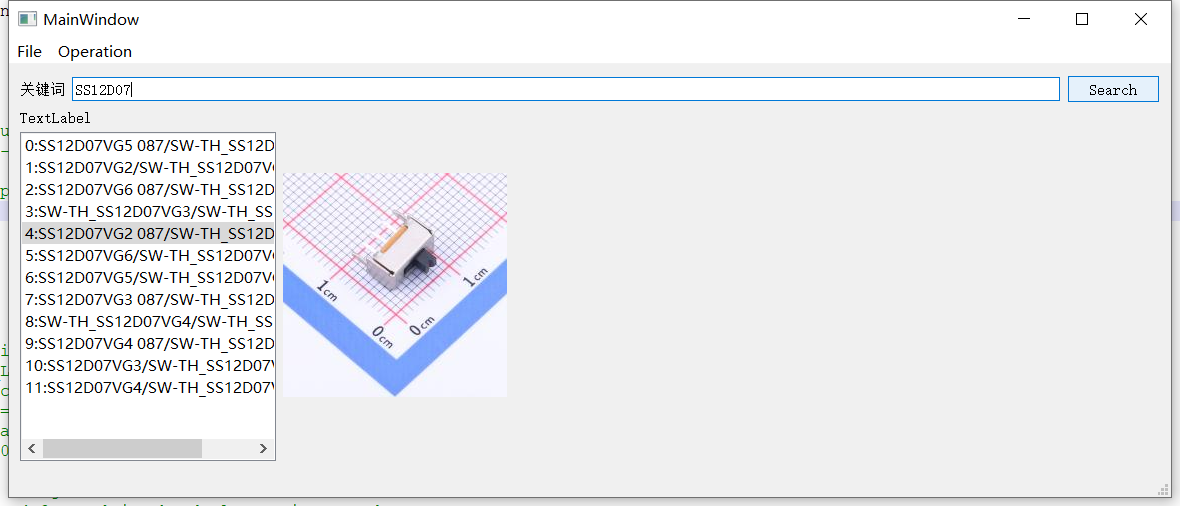 MainWindow
File Operation
关键词 SS12D07 Search
TextLabel
0:SS12D07VG5 087/SW-TH_SS12D
1:SS12D07VG2/SW-TH_SS12D07V
2:SS12D07VG6 087/SW-TH_SS12D
3:SW-TH_SS12D07VG3/SW-TH_SS
4:SS12D07VG2 087/SW-TH_SS12D
5:SS12D07VG6/SW-TH_SS12D07V
6:SS12D07VG5/SW-TH_SS12D07V
7:SS12D07VG3 087/SW-TH_SS12D
8:SW-TH_SS12D07VG4/SW-TH_SS
9:SS12D07VG4 087/SW-TH_SS12D
10:SS12D07VG3/SW-TH_SS12D07
11:SS12D07VG4/SW-TH_SS12D07
1cm 1cm
0cm 0cm